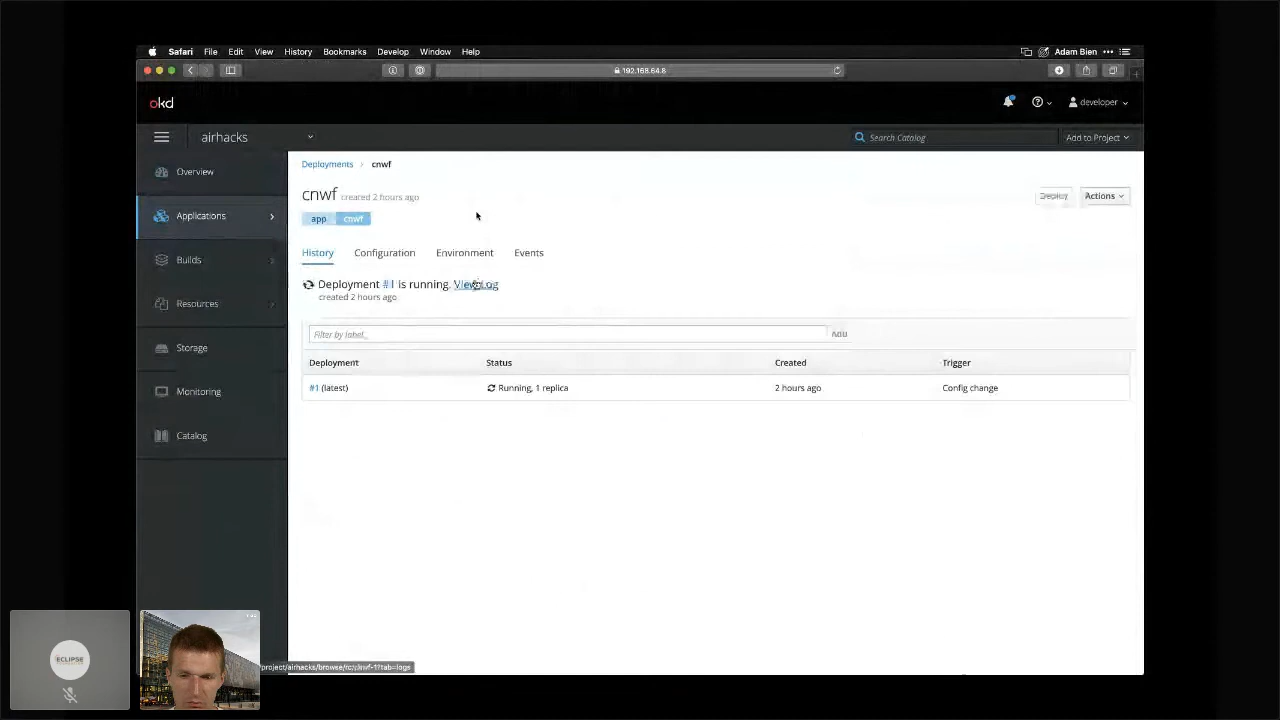 Safari File Edit View History Bookmarks Develop Window Help Adam Bien
192.168.64.8
okd
developer
airhacks
Search Catalog
Add to Project
Overview
Applications
Builds
Resources
Storage
Monitoring
Catalog
Deployments > cnwf
cnwf created 2 hours ago
Deploy
Actions
app cnwf
History Configuration Environment Events
Deployment #1 is running. View Log
created 2 hours ago
Filter by label
Add
Deployment Status Created Trigger
#1 (latest) Running, 1 replica 2 hours ago Config change
ECLIPSE